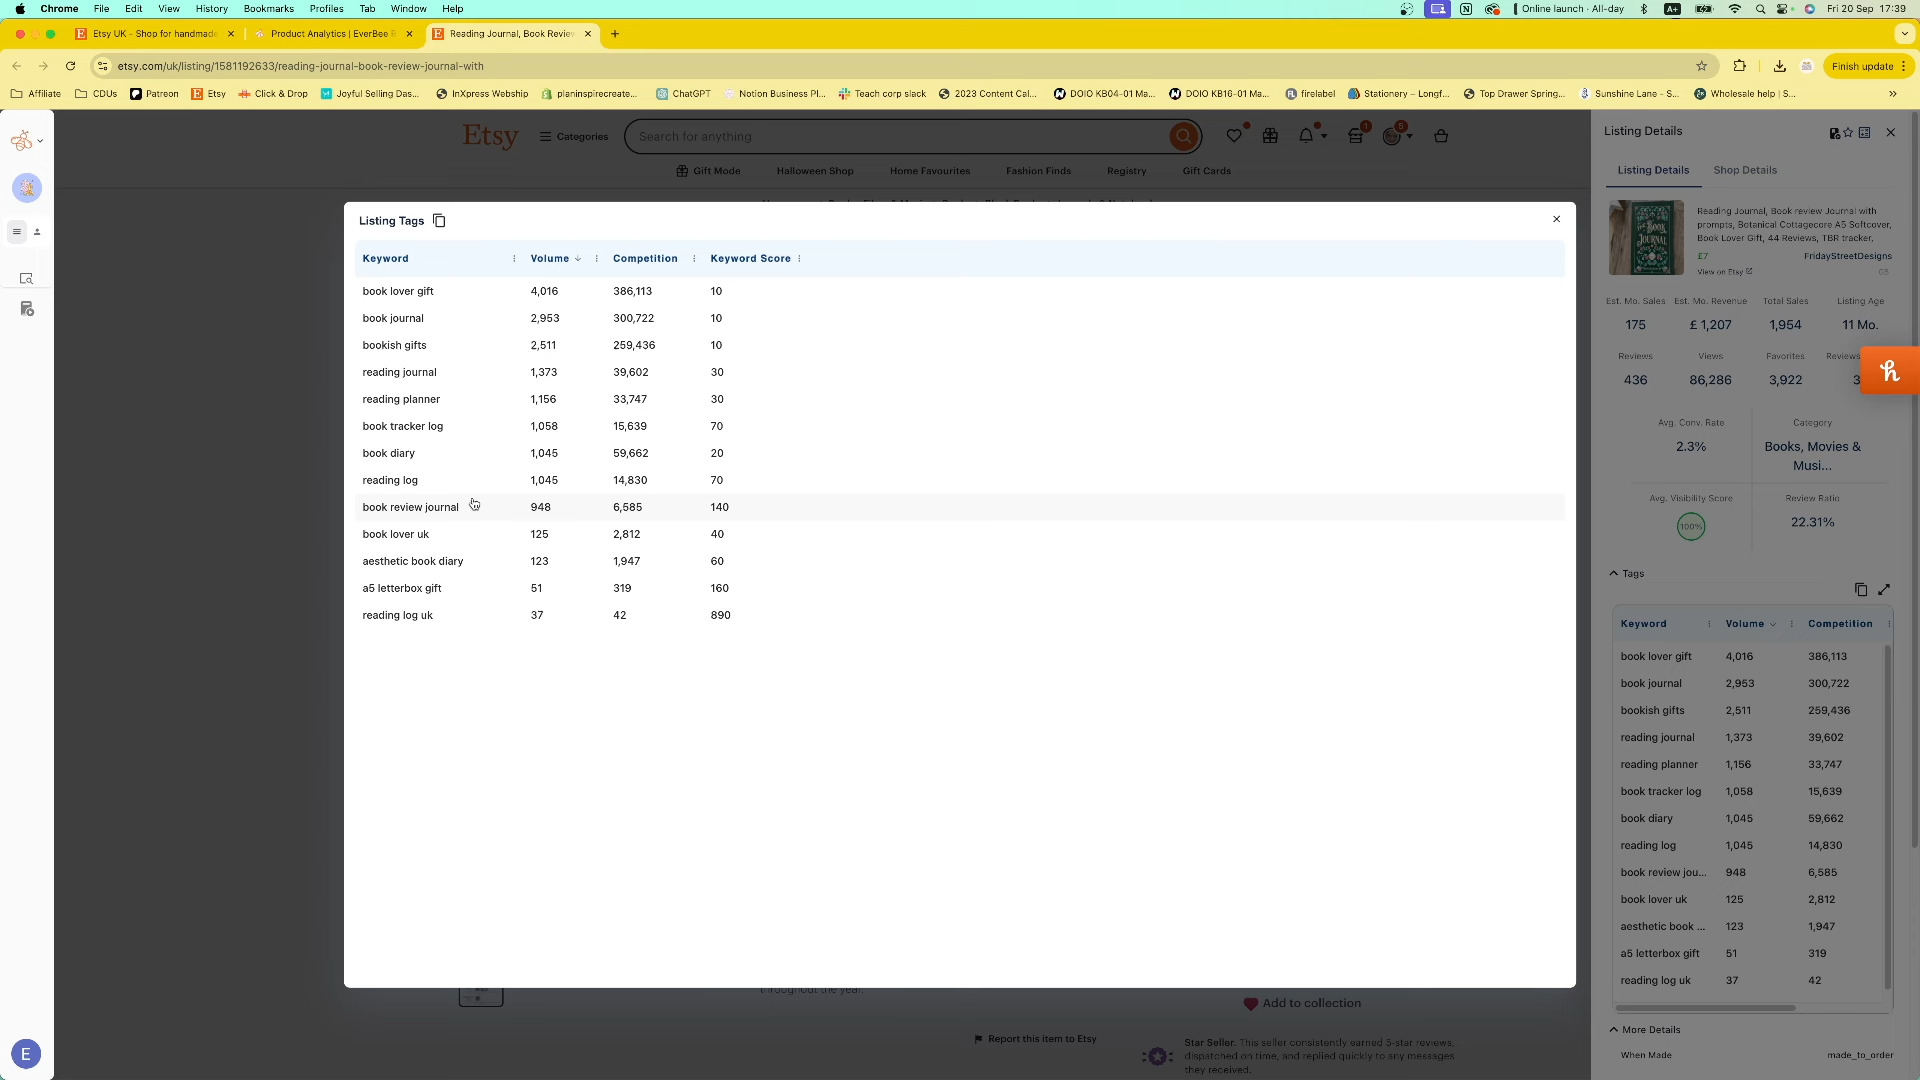 Chrome File Edit View History Bookmarks Profiles Tab Window Help
Online launch · All-day
A+
Fri 20 Sep 17:39
Etsy UK - Shop for handmade
Product Analytics | EverBee
Reading Journal, Book Review
etsy.com/uk/listing/1581192633/reading-journal-book-review-journal-with
Finish update
Affiliate CDUs Patreon Etsy Click & Drop Joyful Selling Das... InXpress Webship planinspirecreate... ChatGPT Notion Business Pl... Teach corp slack 2023 Content Cal... DOIO KB04-01 Ma... DOIO KB16-01 Ma... firelabel Stationery – Longf... Top Drawer Spring... Sunshine Lane - S... Wholesale help | S...
Etsy
Categories
Search for anything
Gift Mode Halloween Shop Home Favourites Fashion Finds Registry Gift Cards
Listing Tags
Keyword Volume Competition Keyword Score
book lover gift 4,016 386,113 10
book journal 2,953 300,722 10
bookish gifts 2,511 259,436 10
reading journal 1,373 39,602 30
reading planner 1,156 33,747 30
book tracker log 1,058 15,639 70
book diary 1,045 59,662 20
reading log 1,045 14,830 70
book review journal 948 6,585 140
book lover uk 125 2,812 40
aesthetic book diary 123 1,947 60
a5 letterbox gift 51 319 160
reading log uk 37 42 890
throughout the year.
Add to collection
Report this item to Etsy
Star Seller. This seller consistently earned 5-star reviews,
dispatched on time, and replied quickly to any messages
they received.
E
Listing Details
Listing Details Shop Details
Reading Journal, Book review Journal with
prompts, Botanical Cottagecore A5 Softcover,
Book Lover Gift, 44 Reviews, TBR tracker,
£7 FridayStreetDesigns
View on Etsy GB
Est. Mo. Sales Est. Mo. Revenue Total Sales Listing Age
175 £ 1,207 1,954 11 Mo.
Reviews Views Favorites Reviews
436 86,286 3,922
Avg. Conv. Rate Category
2.3% Books, Movies &
Musi...
Avg. Visibility Score Review Ratio
100% 22.31%
Tags
Keyword Volume Competition
book lover gift 4,016 386,113
book journal 2,953 300,722
bookish gifts 2,511 259,436
reading journal 1,373 39,602
reading planner 1,156 33,747
book tracker log 1,058 15,639
book diary 1,045 59,662
reading log 1,045 14,830
book review jou... 948 6,585
book lover uk 125 2,812
aesthetic book ... 123 1,947
a5 letterbox gift 51 319
reading log uk 37 42
More Details
When Made made_to_order